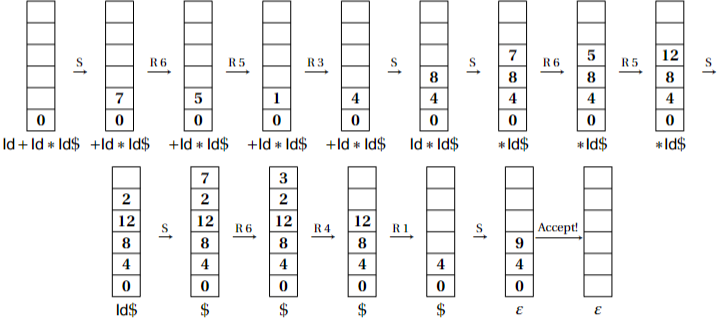 S R 6 R 5 R 3 S S R 6 R 5 S
7 5 12
8 8 8 8
7 5 1 4 4 4 4 4
0 0 0 0 0 0 0 0 0
Id + Id ∗ Id$ +Id ∗ Id$ +Id ∗ Id$ +Id ∗ Id$ +Id ∗ Id$ Id ∗ Id$ ∗Id$ ∗Id$ ∗Id$
7 3
2 2 2
S R 6 R 4 R 1 S Accept!
12 12 12 12
8 8 8 8 9
4 4 4 4 4 4
0 0 0 0 0 0
Id$ $ $ $ $ ε ε